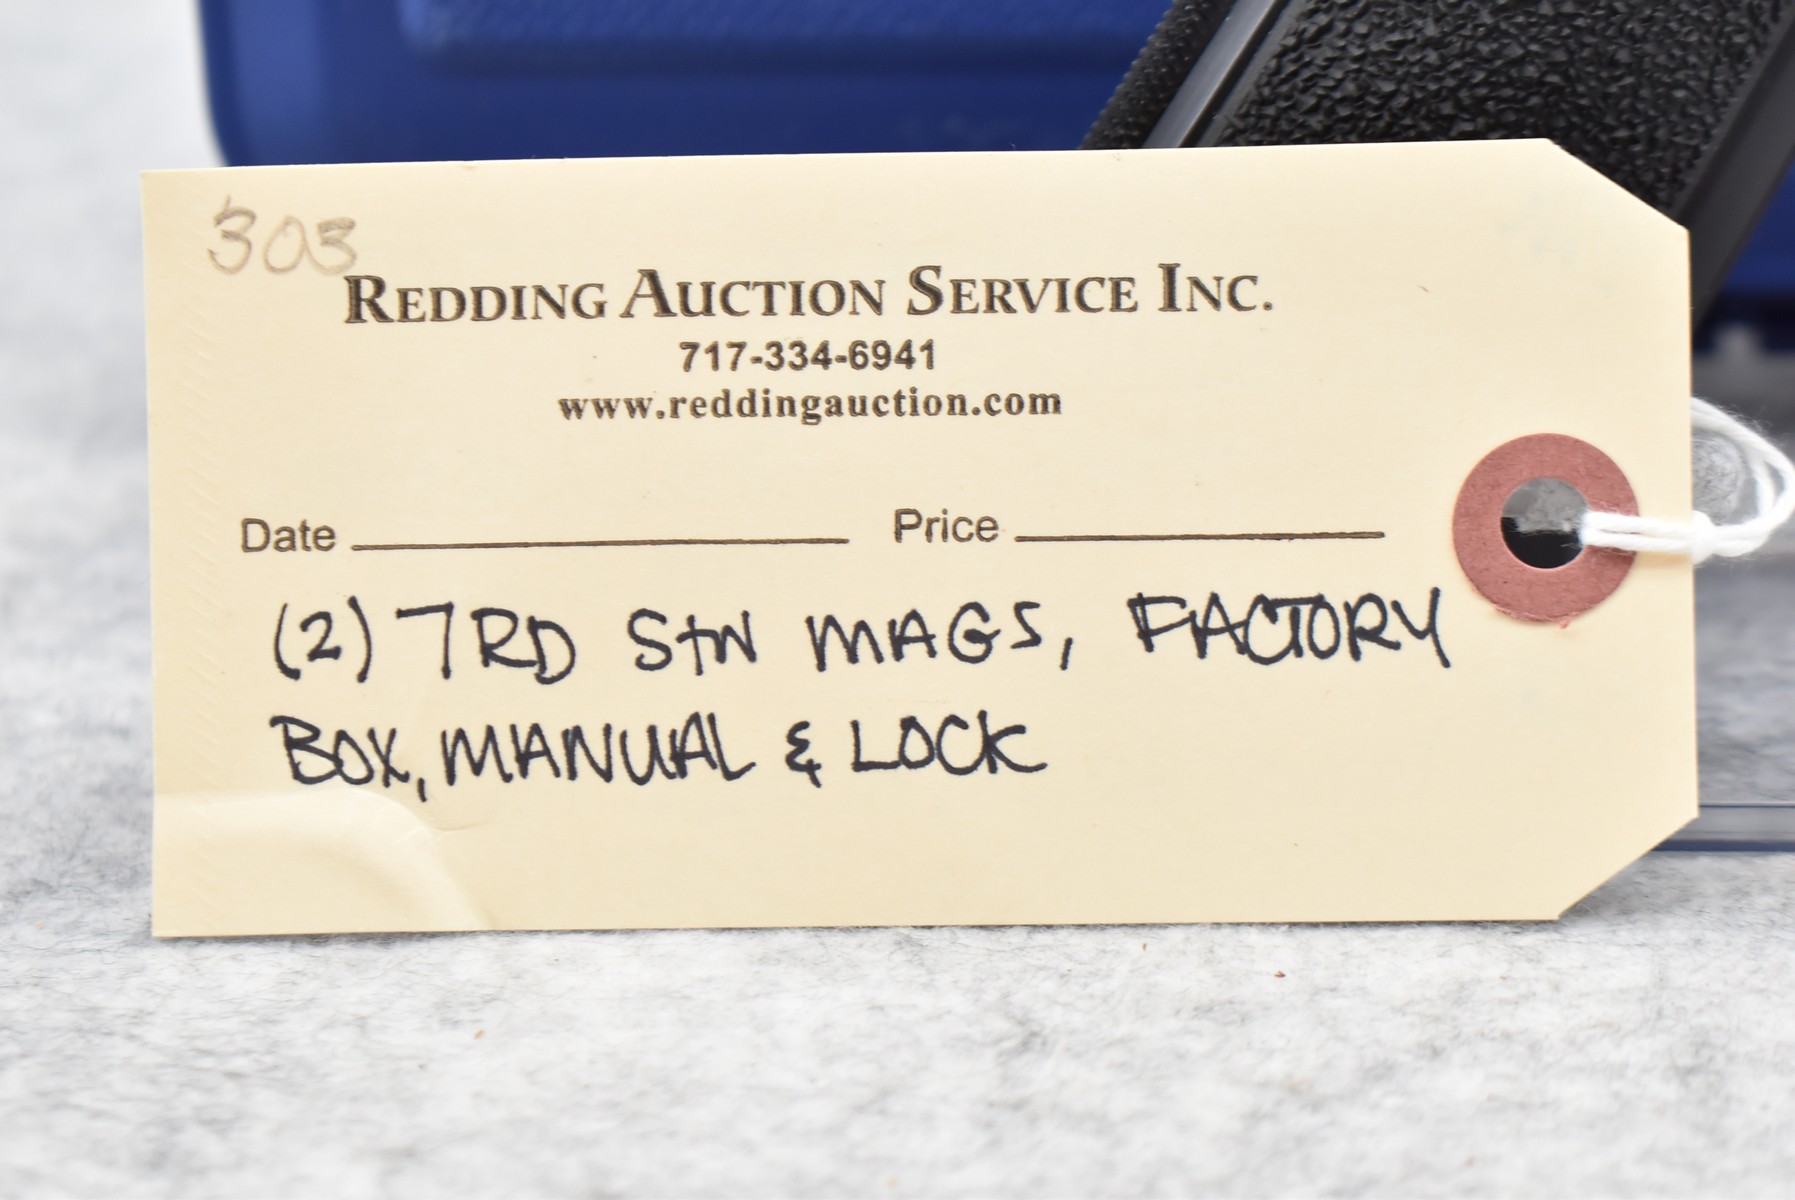 303
REDDING AUCTION SERVICE INC.
717-334-6941
www.reddingauction.com
Date Price
(2) 7RD S+W MAGS, FACTORY
BOX, MANUAL & LOCK